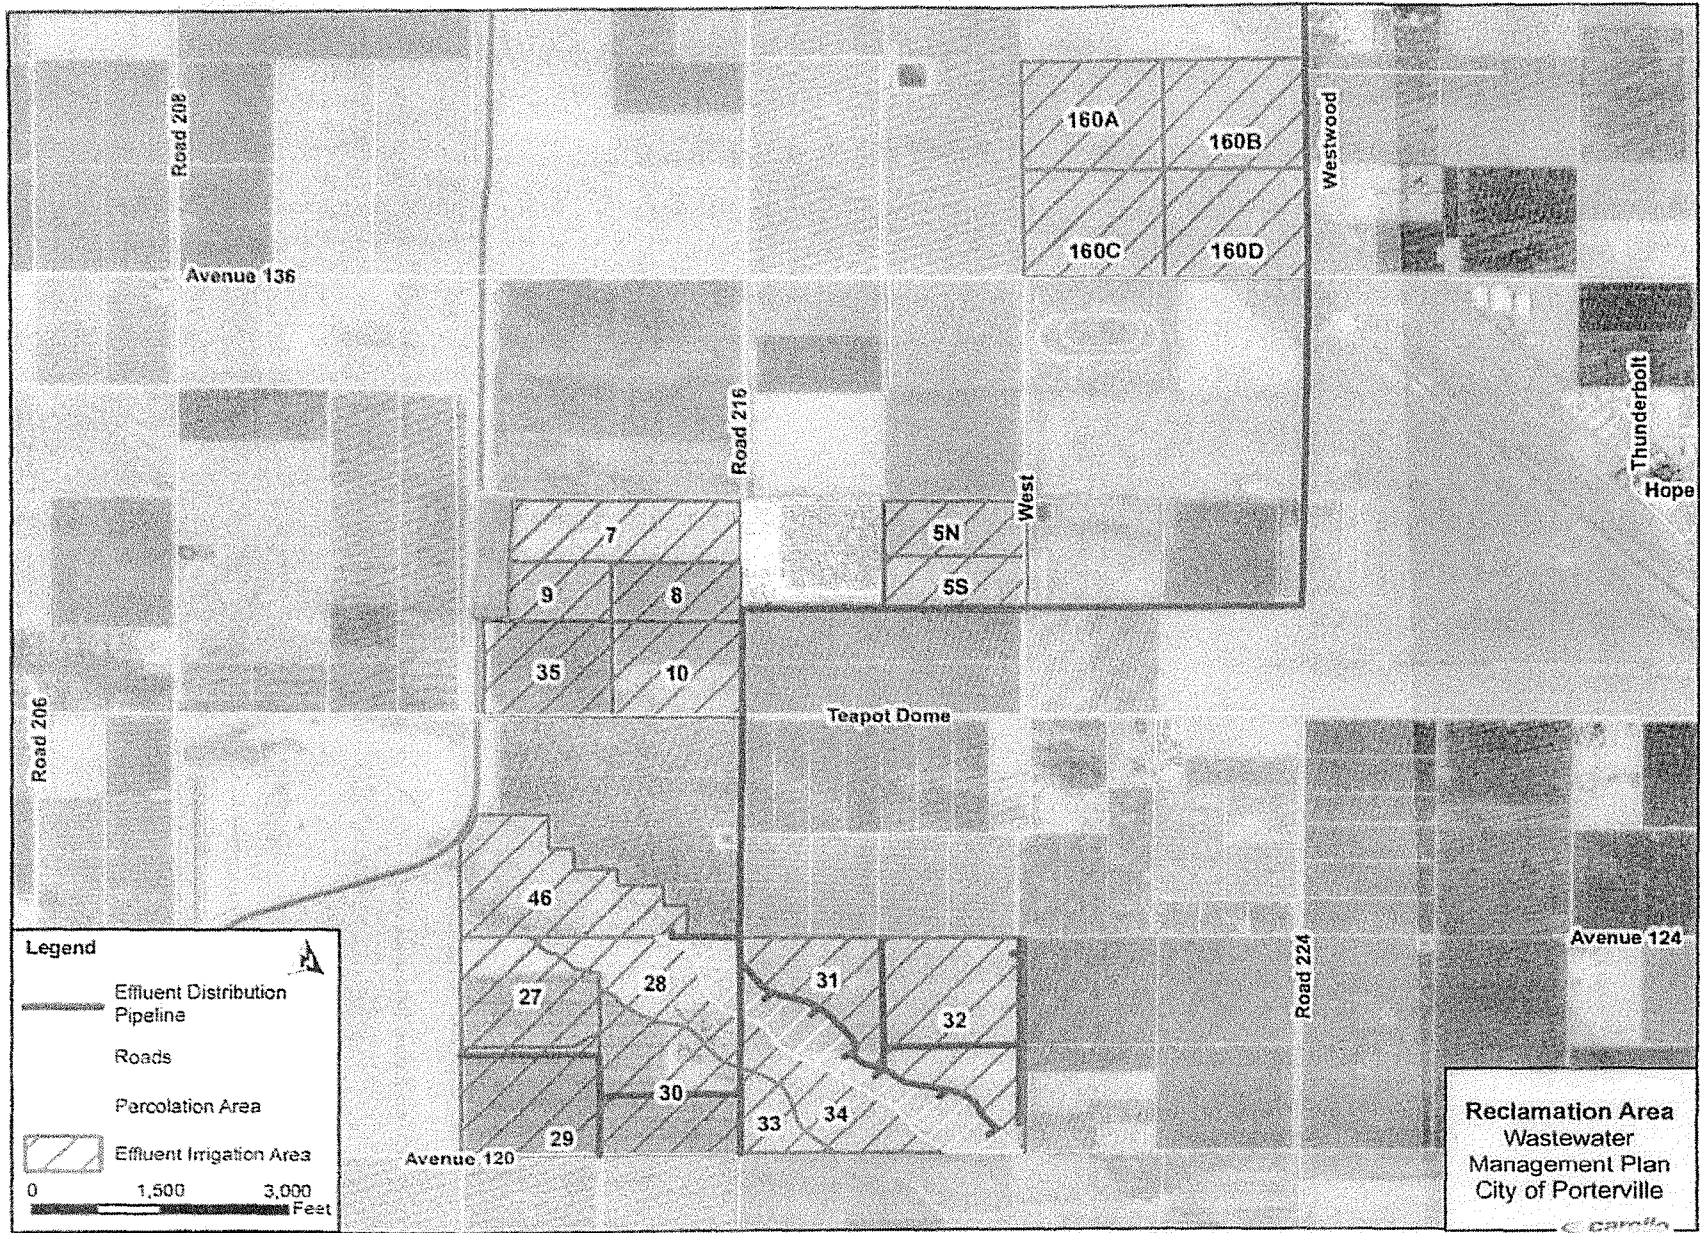 Road 208
Westwood
160A
160B
160C
160D
Avenue 136
Thunderbolt
Road 216
West
Hope
7
5N
9
8
5S
35
10
Road 206
Teapot Dome
46
Avenue 124
Road 224
31
28
27
32
30
34
33
29
Avenue 120
Legend
Effluent Distribution
Pipeline
Roads
Percolation Area
Effluent Irrigation Area
0 1,500 3,000
Feet
Reclamation Area
Wastewater
Management Plan
City of Porterville
carollo